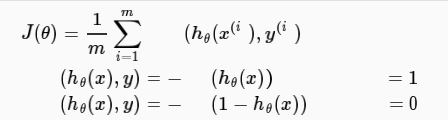 J(θ) = 1/m ∑_{i=1}^{m} (h_θ(x^{(i}), y^{(i})
(h_θ(x), y) = − (h_θ(x)) = 1
(h_θ(x), y) = − (1 − h_θ(x)) = 0